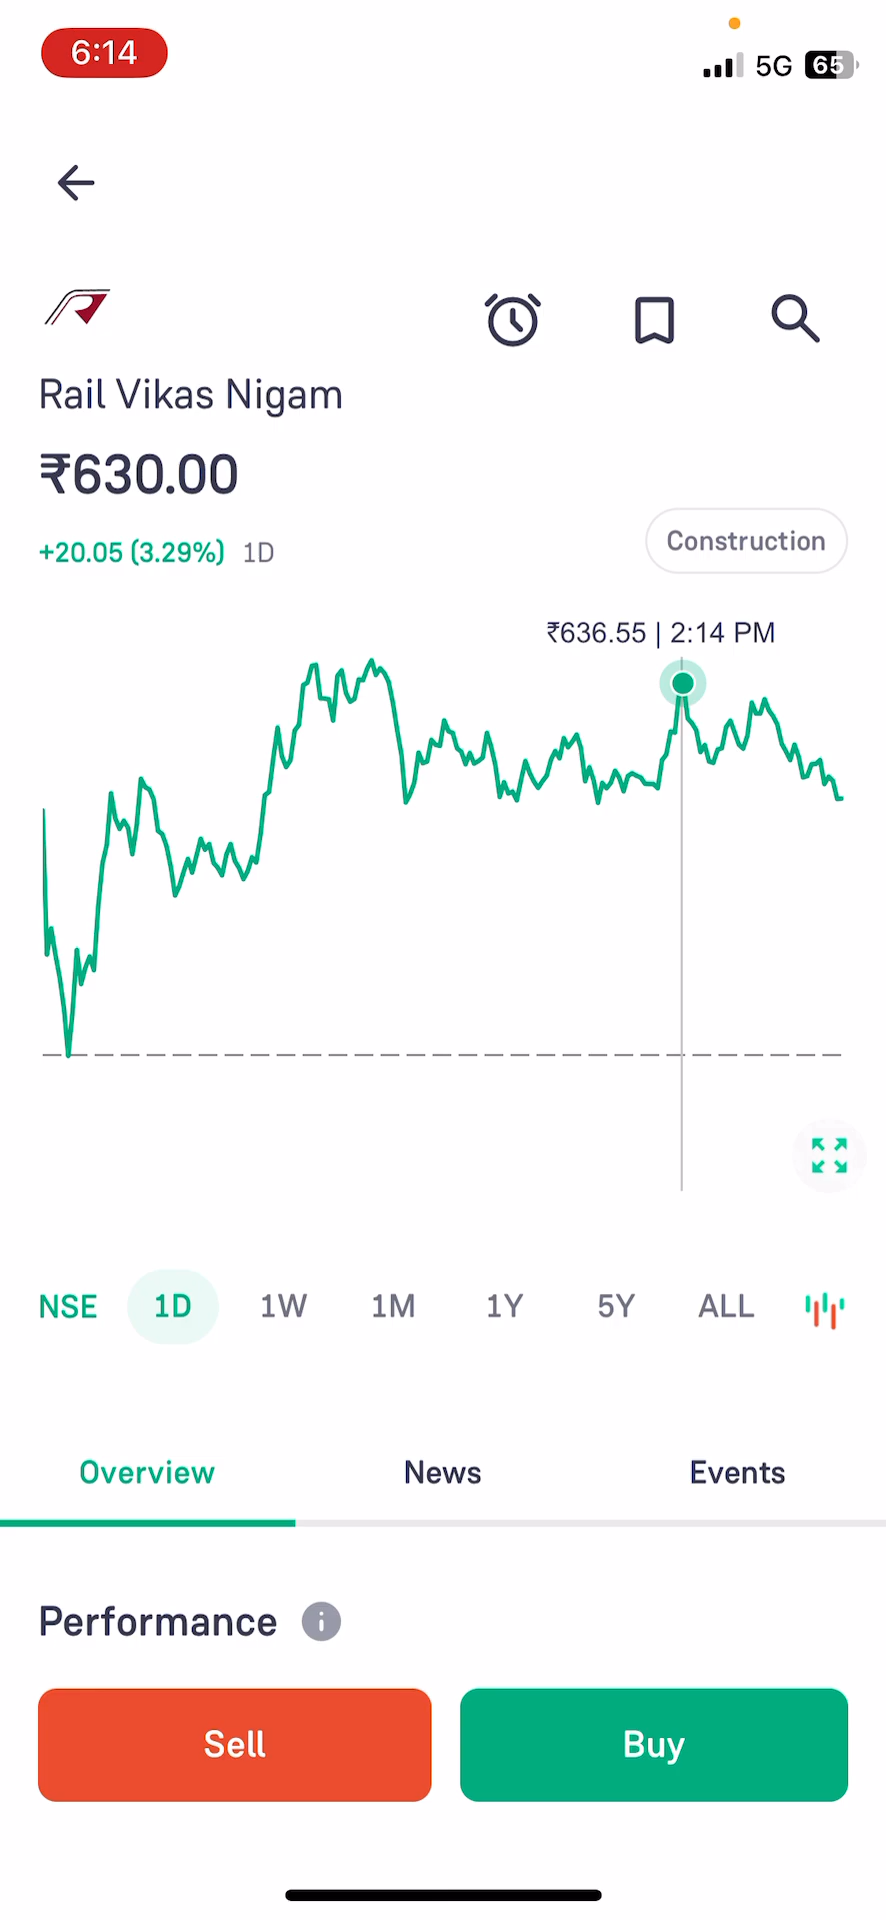 6:14
5G 65
Rail Vikas Nigam
₹630.00
+20.05 (3.29%) 1D
Construction
₹636.55 | 2:14 PM
NSE 1D 1W 1M 1Y 5Y ALL
Overview News Events
Performance
Sell Buy